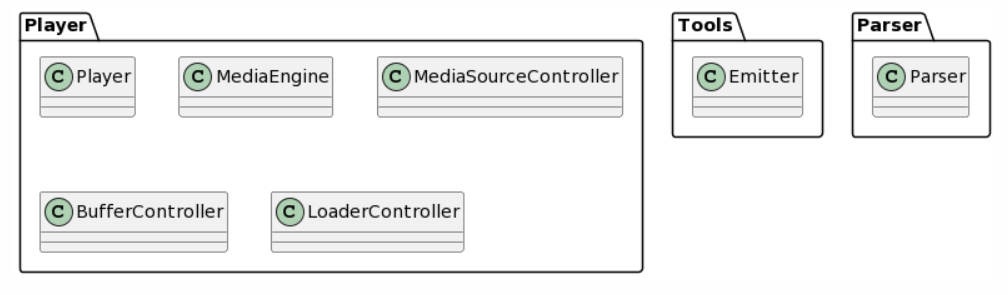 Player
Tools
Parser
C Player
C MediaEngine
C MediaSourceController
C Emitter
C Parser
C BufferController
C LoaderController